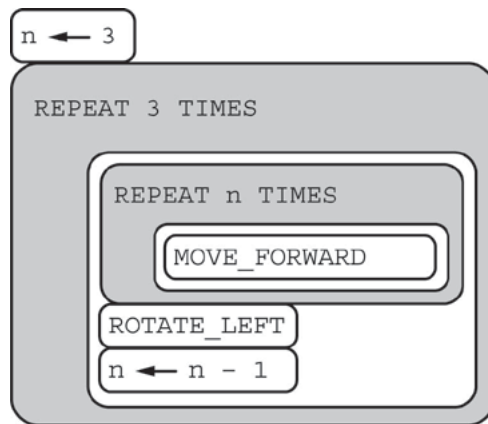 n ← 3
REPEAT 3 TIMES
REPEAT n TIMES
MOVE_FORWARD
ROTATE_LEFT
n ← n - 1